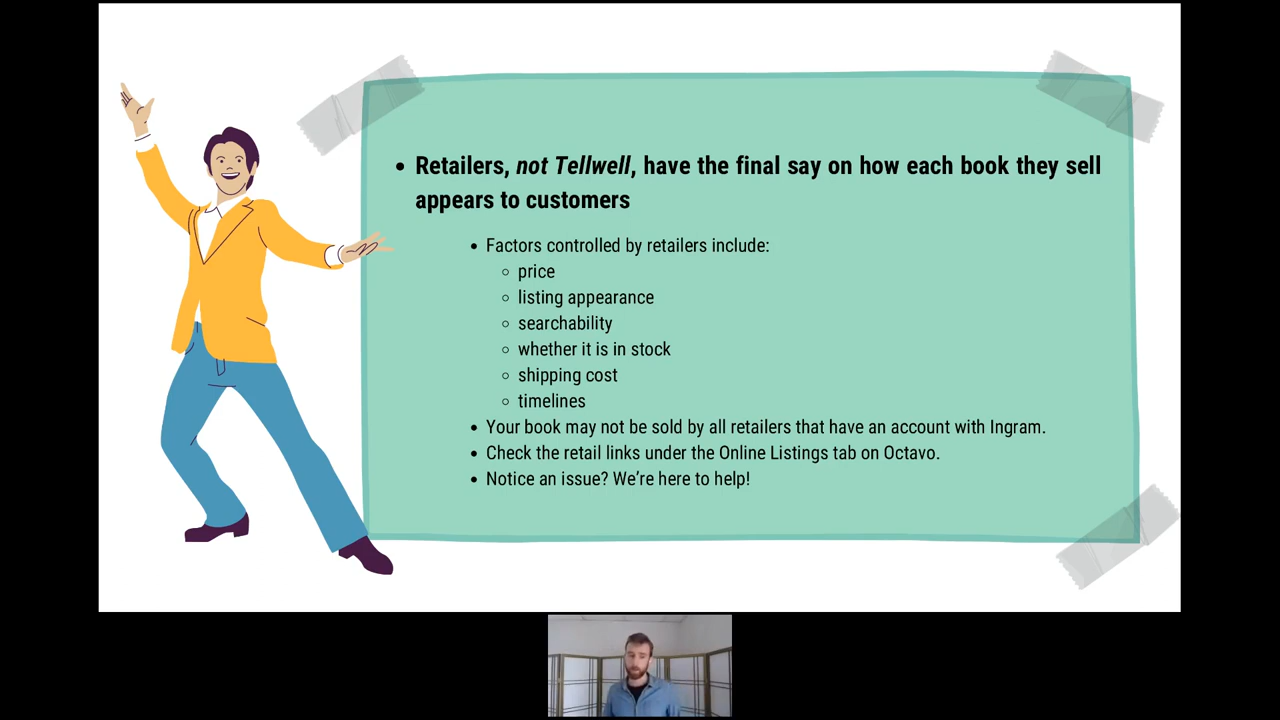 • Retailers, not Tellwell, have the final say on how each book they sell
appears to customers
• Factors controlled by retailers include:
○ price
○ listing appearance
○ searchability
○ whether it is in stock
○ shipping cost
○ timelines
• Your book may not be sold by all retailers that have an account with Ingram.
• Check the retail links under the Online Listings tab on Octavo.
• Notice an issue? We’re here to help!